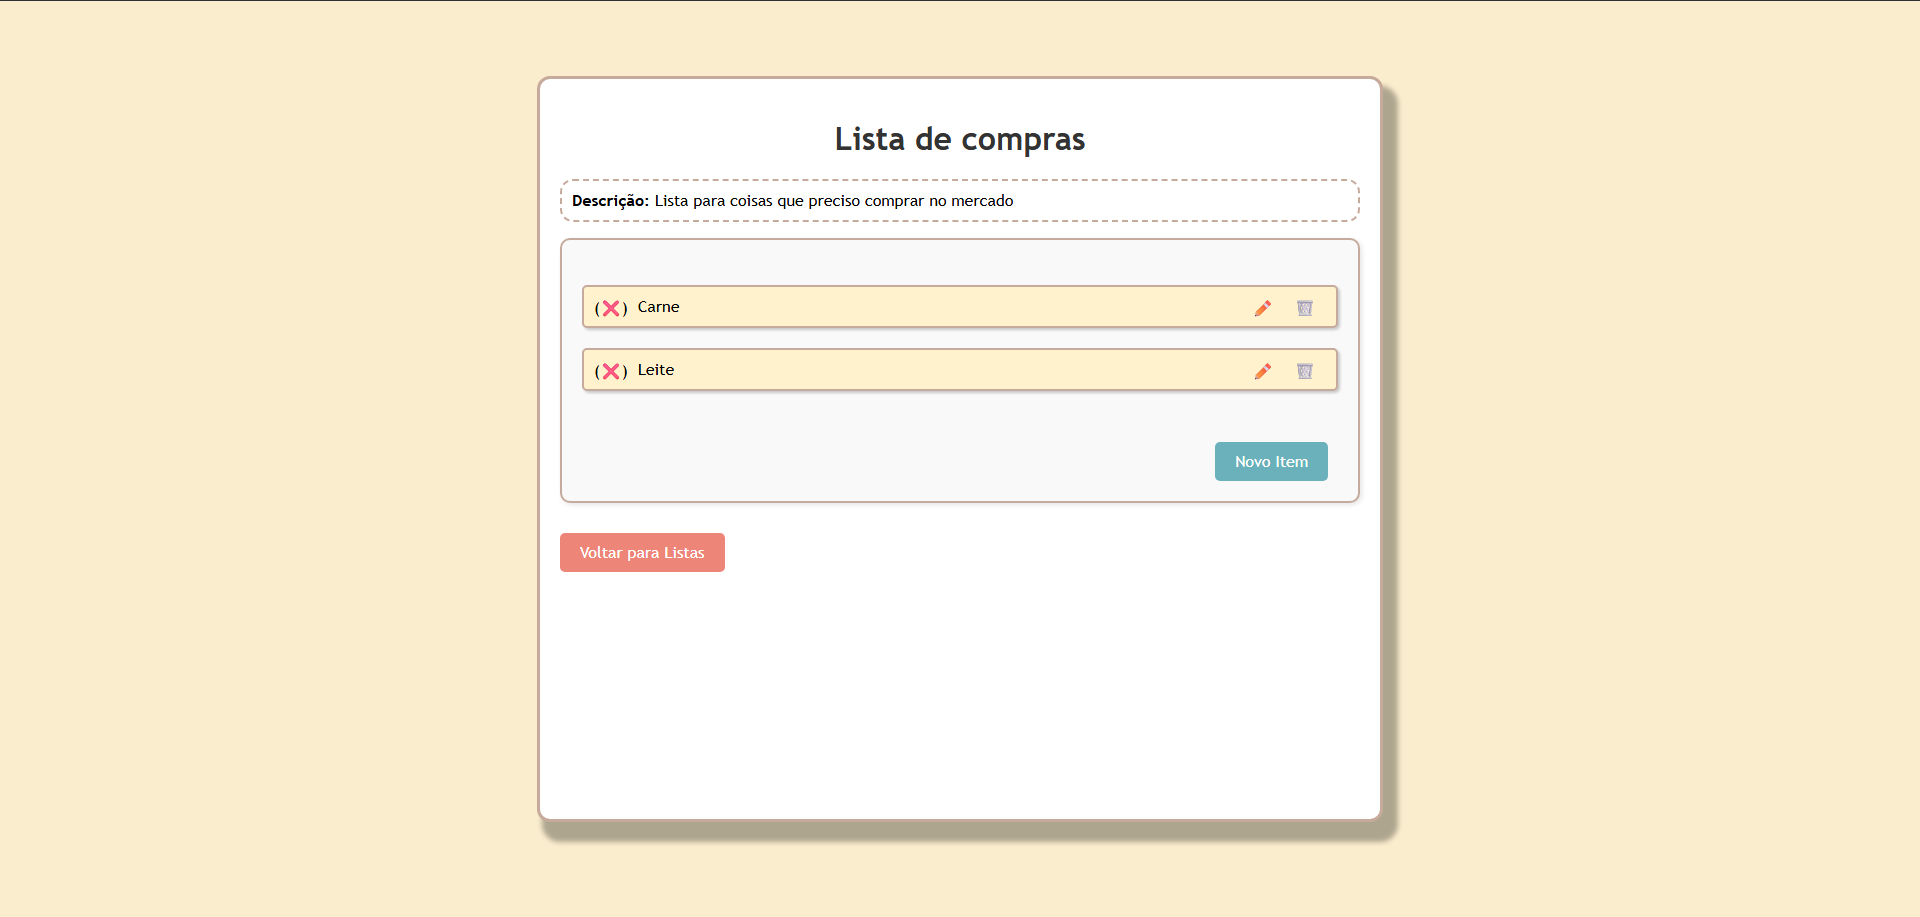 Lista de compras
Descrição: Lista para coisas que preciso comprar no mercado
(❌) Carne ✏️ 🗑️
(❌) Leite ✏️ 🗑️
Novo Item
Voltar para Listas